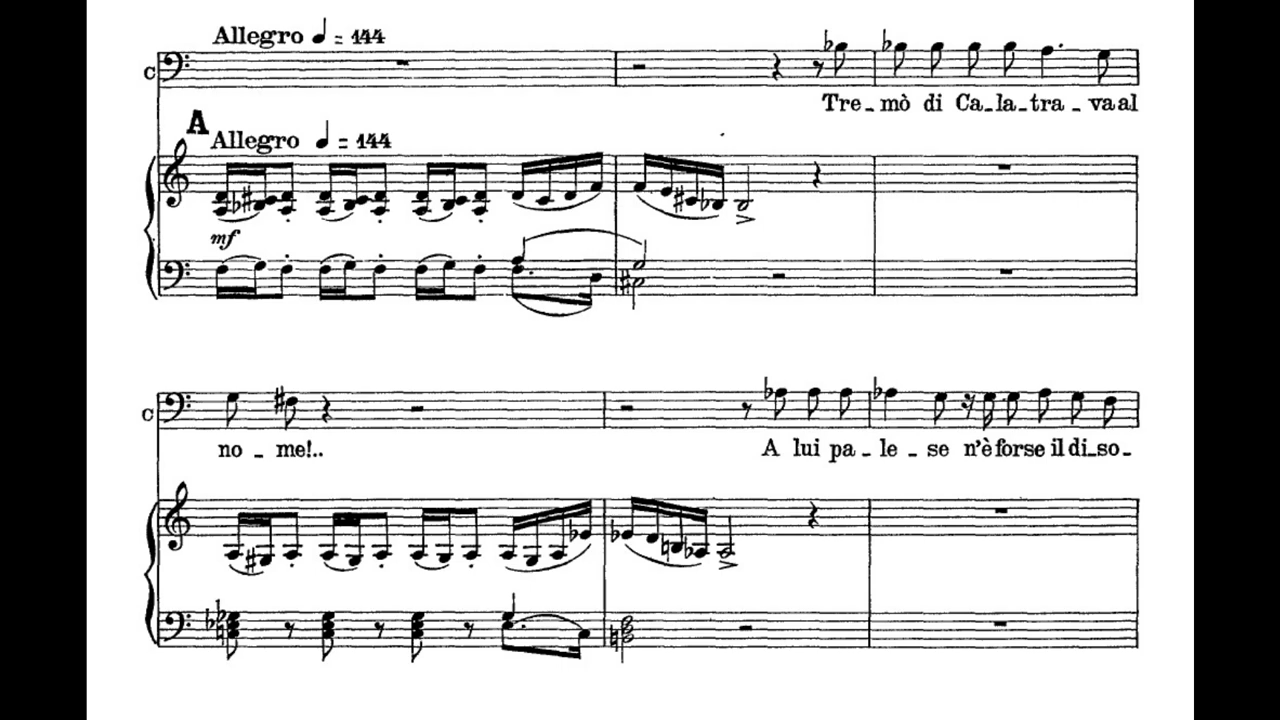 Allegro ♩ = 144
C
Tre_mò di Ca_la_tra_va al
A
Allegro ♩ = 144
mf
C
no_me!.. A lui pa_le_se n'è forse il di_so_